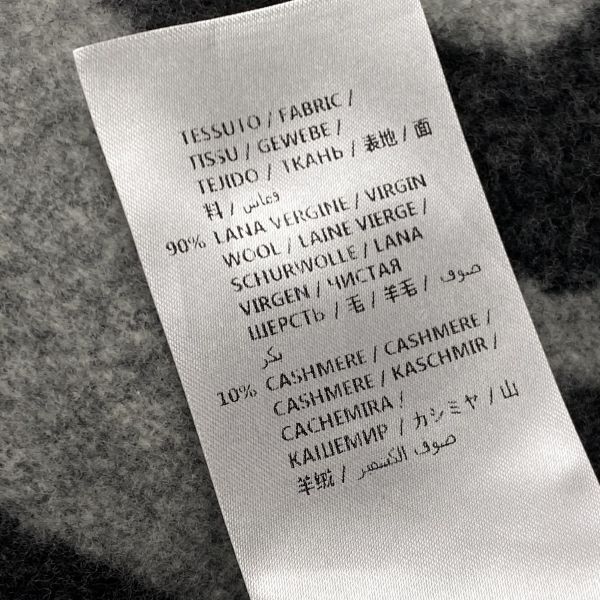 TESSUTO / FABRIC /
TISSU / GEWEBE /
TEJIDO / ТКАНЬ / 表地 / 面
料 / قماش
90% LANA VERGINE / VIRGIN
WOOL / LAINE VIERGE /
SCHURWOLLE / LANA
VIRGEN / ЧИСТАЯ
ШЕРСТЬ / 毛 / 羊毛 / صوف
بكر
10% CASHMERE / CASHMERE /
CASHMERE / KASCHMIR /
CACHEMIRA /
КАШЕМИР / カシミヤ / 山
羊绒 / صوف الكشمير